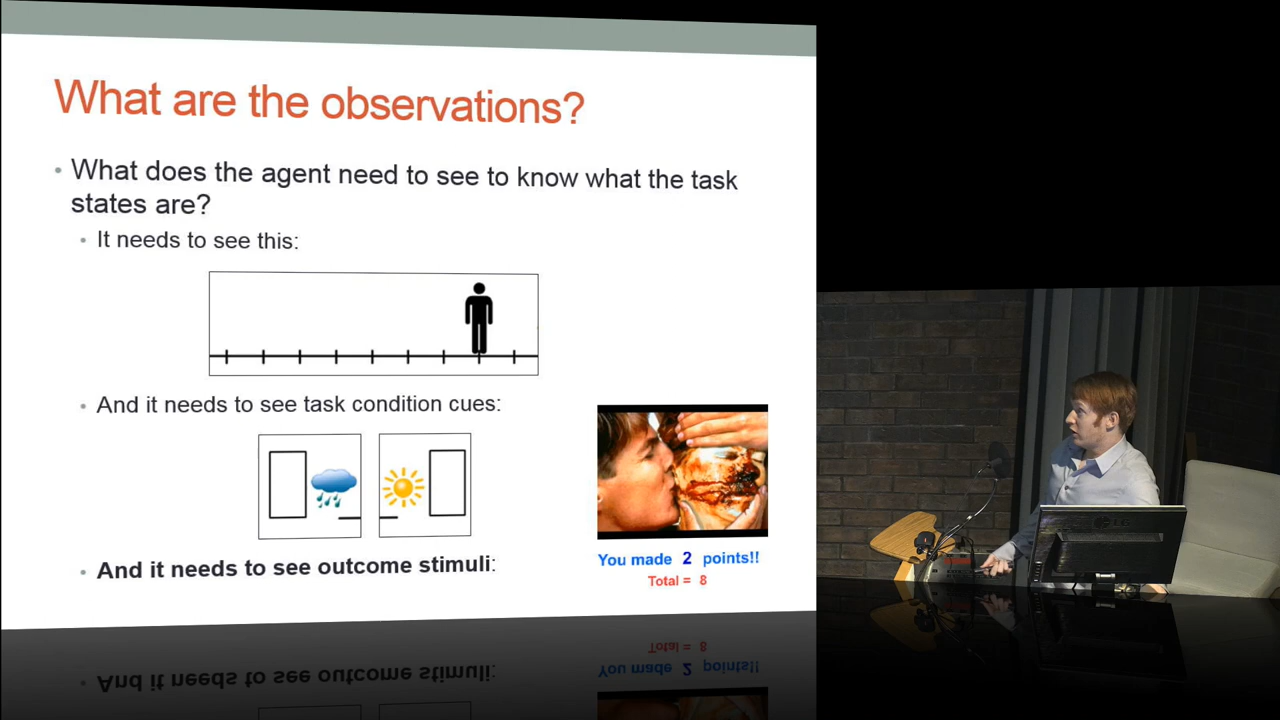 What are the observations?
• What does the agent need to see to know what the task
states are?
• It needs to see this:
• And it needs to see task condition cues:
• And it needs to see outcome stimuli:
You made 2 points!!
Total = 8
LG